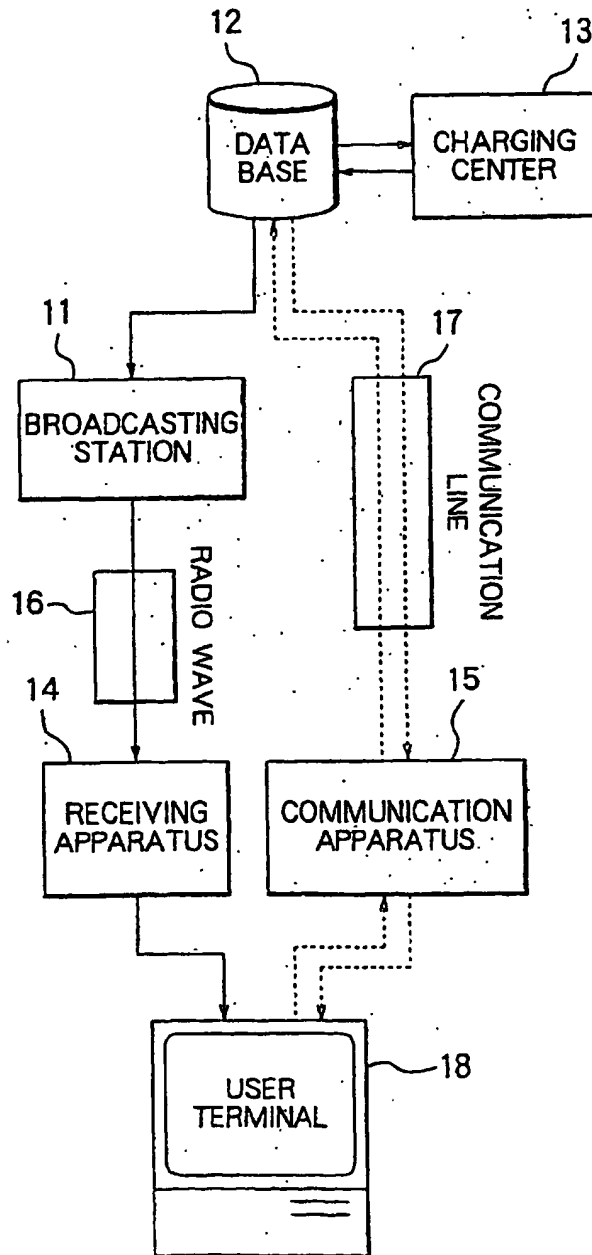 12
13
DATA
BASE
CHARGING
CENTER
11
17
BROADCASTING
STATION
COMMUNICATION
LINE
16
RADIO WAVE
14
15
RECEIVING
APPARATUS
COMMUNICATION
APPARATUS
USER
TERMINAL
18